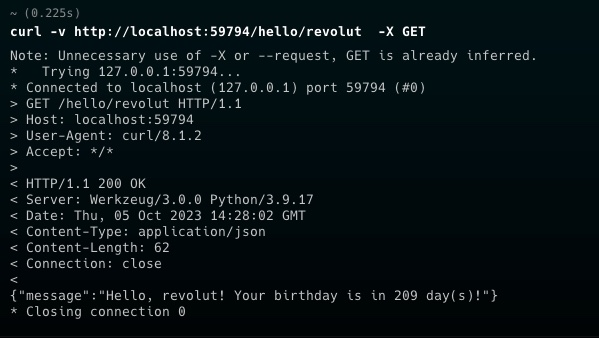 ~ (0.225s)
curl -v http://localhost:59794/hello/revolut  -X GET
Note: Unnecessary use of -X or --request, GET is already inferred.
*   Trying 127.0.0.1:59794...
* Connected to localhost (127.0.0.1) port 59794 (#0)
> GET /hello/revolut HTTP/1.1
> Host: localhost:59794
> User-Agent: curl/8.1.2
> Accept: */*
>
< HTTP/1.1 200 OK
< Server: Werkzeug/3.0.0 Python/3.9.17
< Date: Thu, 05 Oct 2023 14:28:02 GMT
< Content-Type: application/json
< Content-Length: 62
< Connection: close
<
{"message":"Hello, revolut! Your birthday is in 209 day(s)!"}
* Closing connection 0